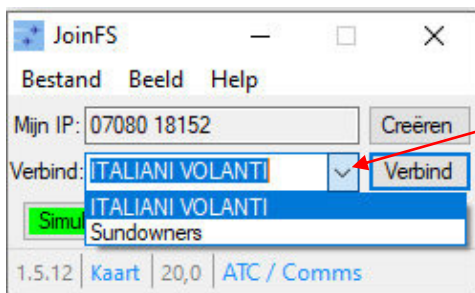 JoinFS
Bestand Beeld Help
Mijn IP: 07080 18152 Creëren
Verbind: ITALIANI VOLANTI Verbind
ITALIANI VOLANTI
Sundowners
1.5.12 Kaart 20,0 ATC / Comms